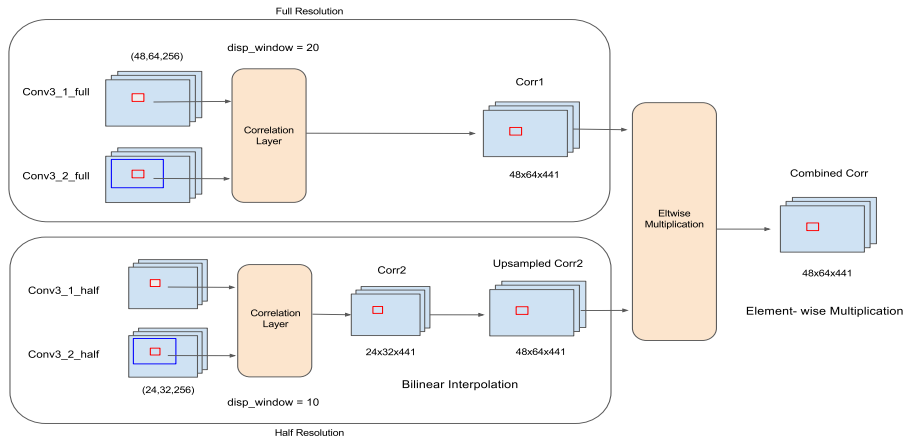 Full Resolution
disp_window = 20
(48,64,256)
Conv3_1_full
Correlation
Layer
Conv3_2_full
Corr1
48x64x441
Eltwise
Multiplication
Combined Corr
48x64x441
Element- wise Multiplication
Conv3_1_half
Correlation
Layer
Conv3_2_half
(24,32,256)
disp_window = 10
Corr2
24x32x441
Upsampled Corr2
48x64x441
Bilinear Interpolation
Half Resolution